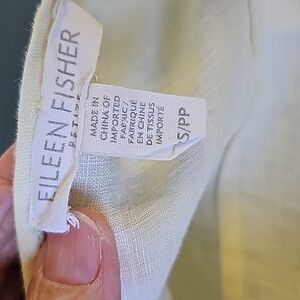 EILEEN FISHER
PETITE
MADE IN
CHINA OF
IMPORTED
FABRIC/
FABRIQUÉ
EN CHINE
DE TISSUS
IMPORTÉ
S/PP